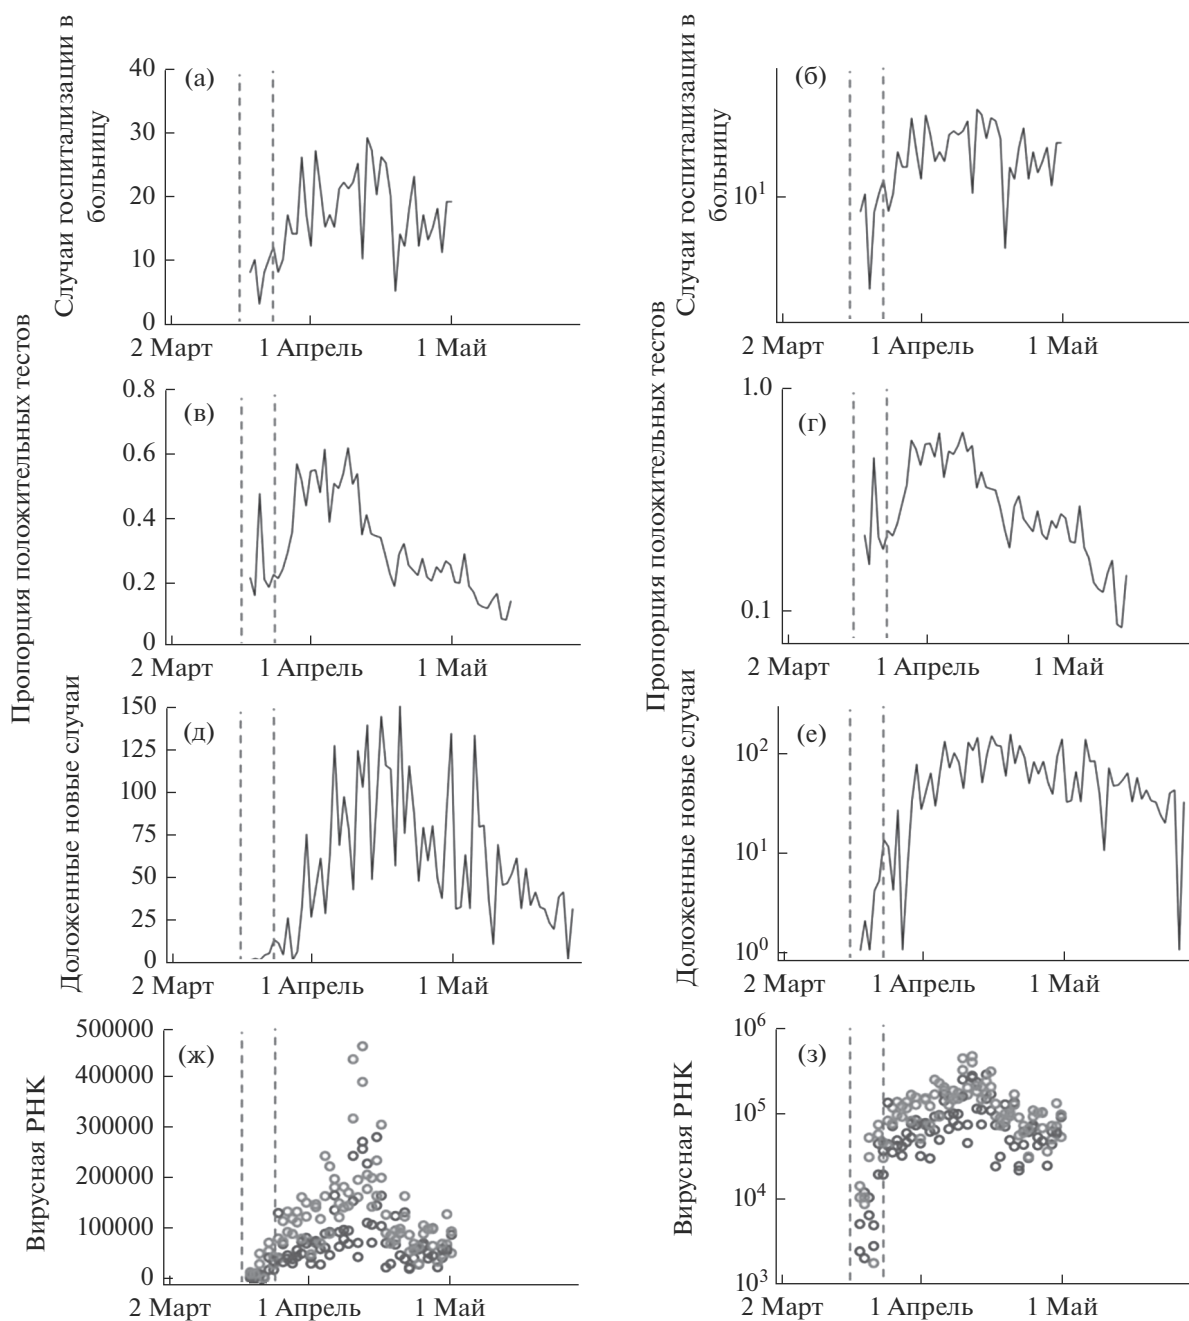 Случаи госпитализации в
больницу
40
30
20
10
0
(а)
2 Март
1 Апрель
1 Май
Случаи госпитализации в
больницу
10¹
(б)
2 Март
1 Апрель
1 Май
Пропорция положительных тестов
0.8
0.6
0.4
0.2
0
(в)
2 Март
1 Апрель
1 Май
Пропорция положительных тестов
1.0
0.1
(г)
2 Март
1 Апрель
1 Май
Доложенные новые случаи
150
125
100
75
50
25
0
(д)
2 Март
1 Апрель
1 Май
Доложенные новые случаи
10²
10¹
10⁰
(е)
2 Март
1 Апрель
1 Май
Вирусная РНК
500000
400000
300000
200000
100000
0
(ж)
2 Март
1 Апрель
1 Май
Вирусная РНК
10⁶
10⁵
10⁴
10³
(з)
2 Март
1 Апрель
1 Май